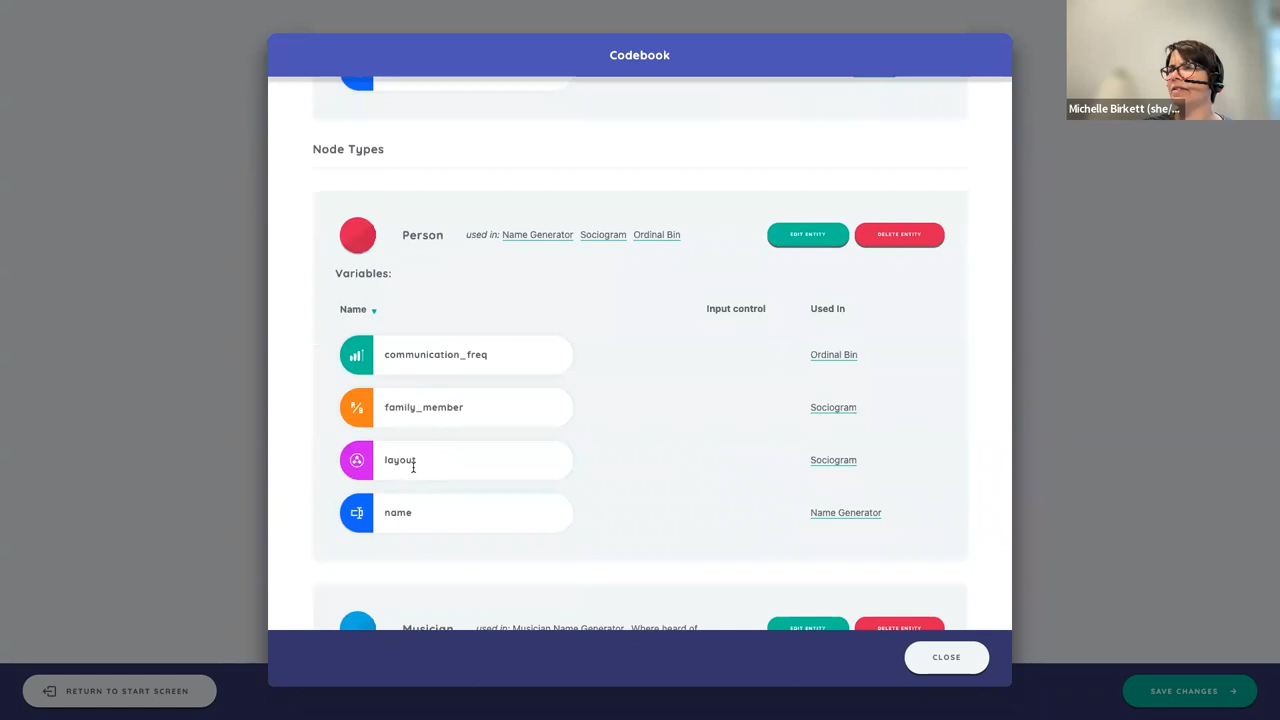 Codebook
Michelle Birkett (she/...
Node Types
Person used in: Name Generator Sociogram Ordinal Bin EDIT ENTITY DELETE ENTITY
Variables:
Name Input control Used In
communication_freq Ordinal Bin
family_member Sociogram
layout Sociogram
name Name Generator
Musician used in: Musician Name Generator Where heard of EDIT ENTITY DELETE ENTITY
CLOSE
RETURN TO START SCREEN SAVE CHANGES